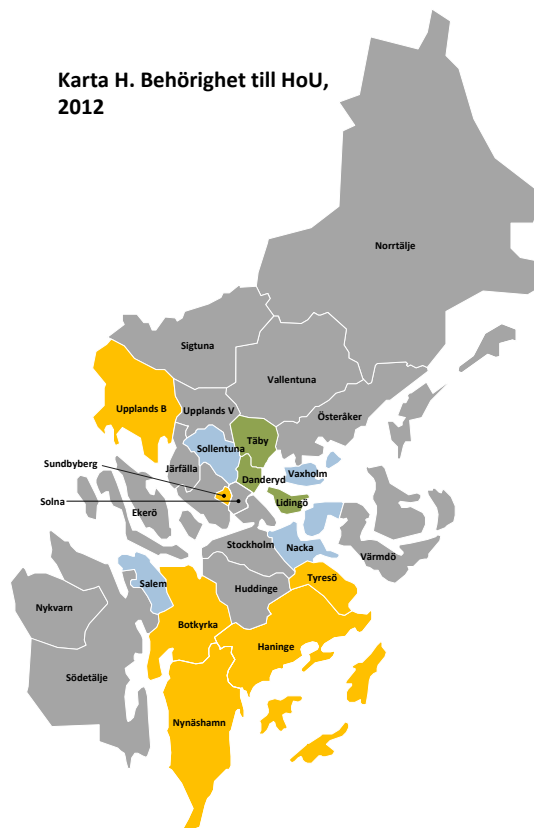 Karta H. Behörighet till HoU,
2012
Norrtälje
Sigtuna
Vallentuna
Upplands B
Upplands V
Österåker
Täby
Sollentuna
Sundbyberg
Järfälla
Danderyd
Vaxholm
Solna
Lidingö
Ekerö
Stockholm
Nacka
Värmdö
Salem
Huddinge
Tyresö
Nykvarn
Botkyrka
Haninge
Södetälje
Nynäshamn